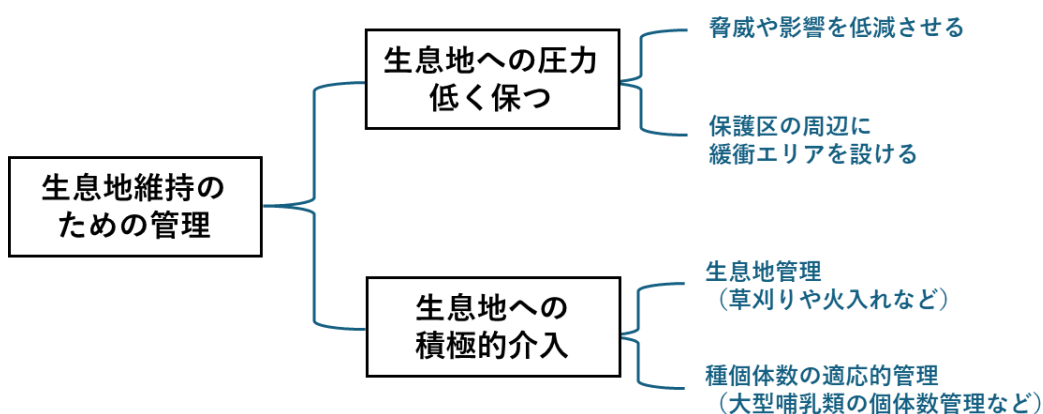 生息地維持の
ための管理
生息地への圧力
低く保つ
脅威や影響を低減させる
保護区の周辺に
緩衝エリアを設ける
生息地への
積極的介入
生息地管理
（草刈りや火入れなど）
種個体数の適応的管理
（大型哺乳類の個体数管理など）